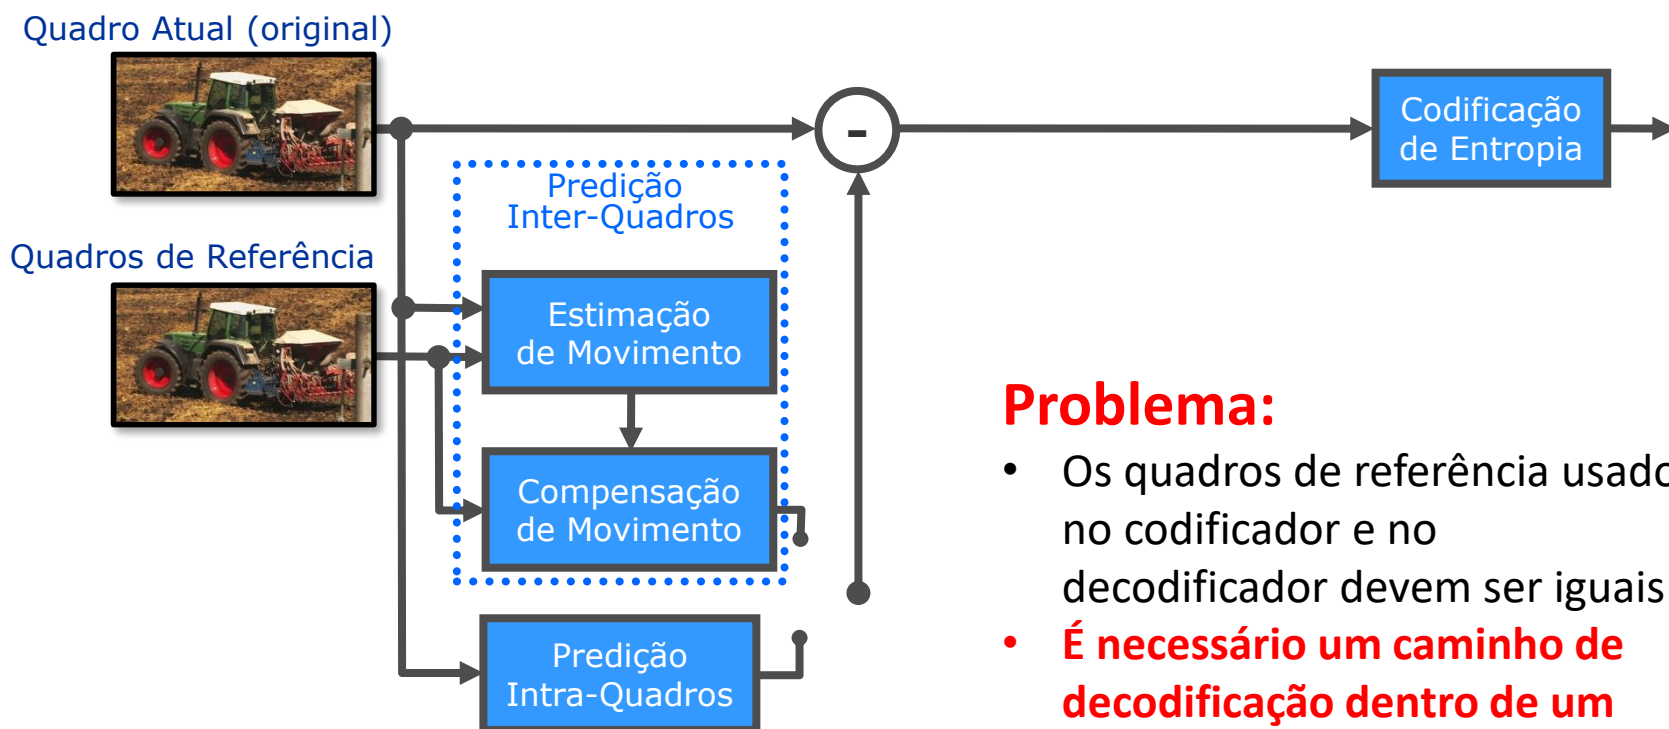 Quadro Atual (original)
Quadros de Referência
Predição
Inter-Quadros
Estimação
de Movimento
Compensação
de Movimento
Predição
Intra-Quadros
-
Codificação
de Entropia
Problema:
• Os quadros de referência usado
no codificador e no
decodificador devem ser iguais
• É necessário um caminho de
decodificação dentro de um